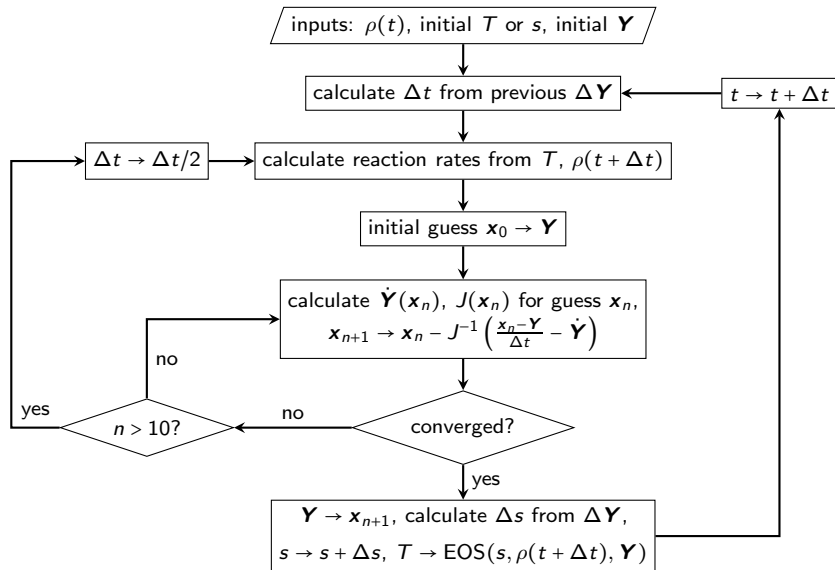 inputs: ρ(t), initial T or s, initial Y
calculate Δt from previous ΔY
t → t + Δt
Δt → Δt/2
calculate reaction rates from T, ρ(t + Δt)
initial guess x₀ → Y
calculate Ẏ(xₙ), J(xₙ) for guess xₙ,
xₙ₊₁ → xₙ − J⁻¹ ( (xₙ − Y)/Δt − Ẏ )
no
yes
n > 10?
no
converged?
yes
Y → xₙ₊₁, calculate Δs from ΔY,
s → s + Δs, T → EOS(s, ρ(t + Δt), Y)